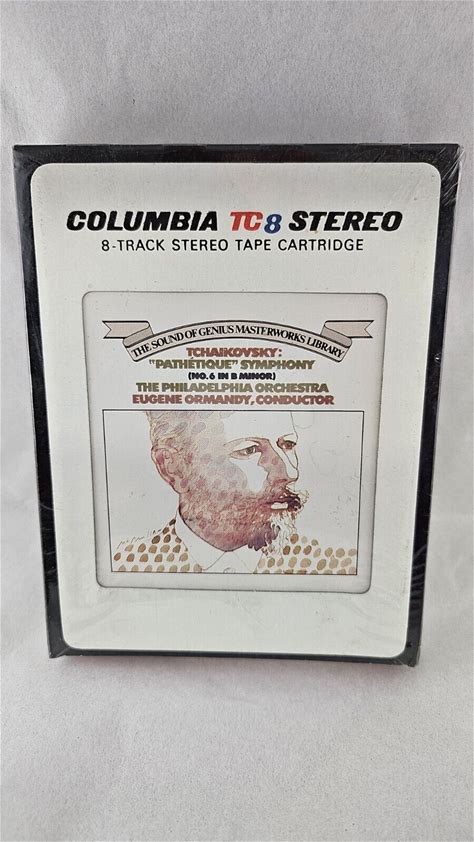 COLUMBIA TC8 STEREO
8-TRACK STEREO TAPE CARTRIDGE
THE SOUND OF GENIUS MASTERWORKS LIBRARY
TCHAIKOVSKY:
"PATHÉTIQUE" SYMPHONY
(NO. 6 IN B MINOR)
THE PHILADELPHIA ORCHESTRA
EUGENE ORMANDY, CONDUCTOR